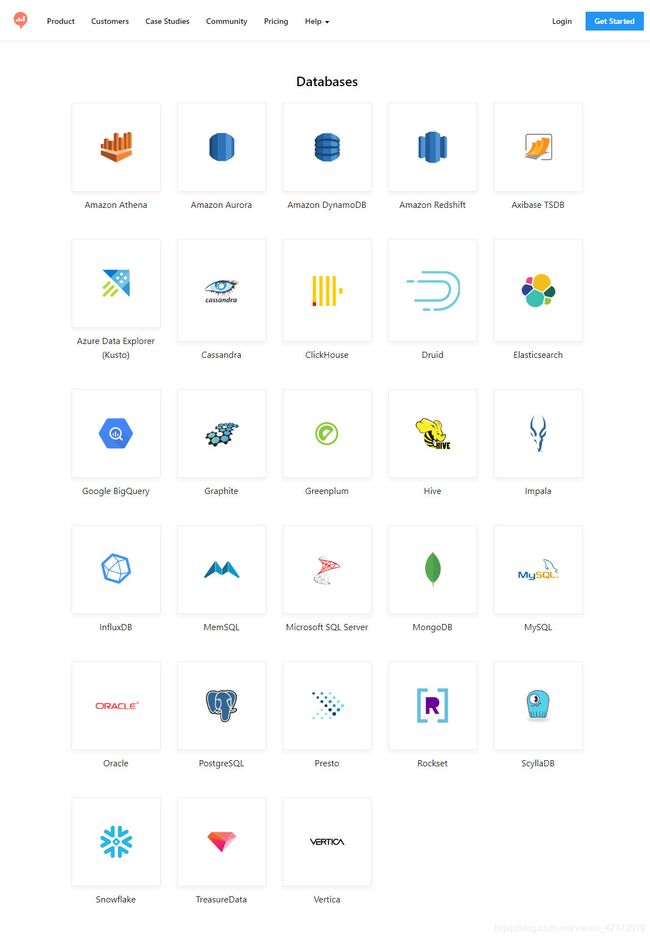 Product Customers Case Studies Community Pricing Help Login Get Started
Databases
Amazon Athena Amazon Aurora Amazon DynamoDB Amazon Redshift Axibase TSDB
cassandra
Azure Data Explorer
(Kusto) Cassandra ClickHouse Druid Elasticsearch
HIVE
Google BigQuery Graphite Greenplum Hive Impala
MySQL
InfluxDB MemSQL Microsoft SQL Server MongoDB MySQL
ORACLE R
Oracle PostgreSQL Presto Rockset ScyllaDB
VERTICA
Snowflake TreasureData Vertica
https://blog.csdn.net/weixin_42473019